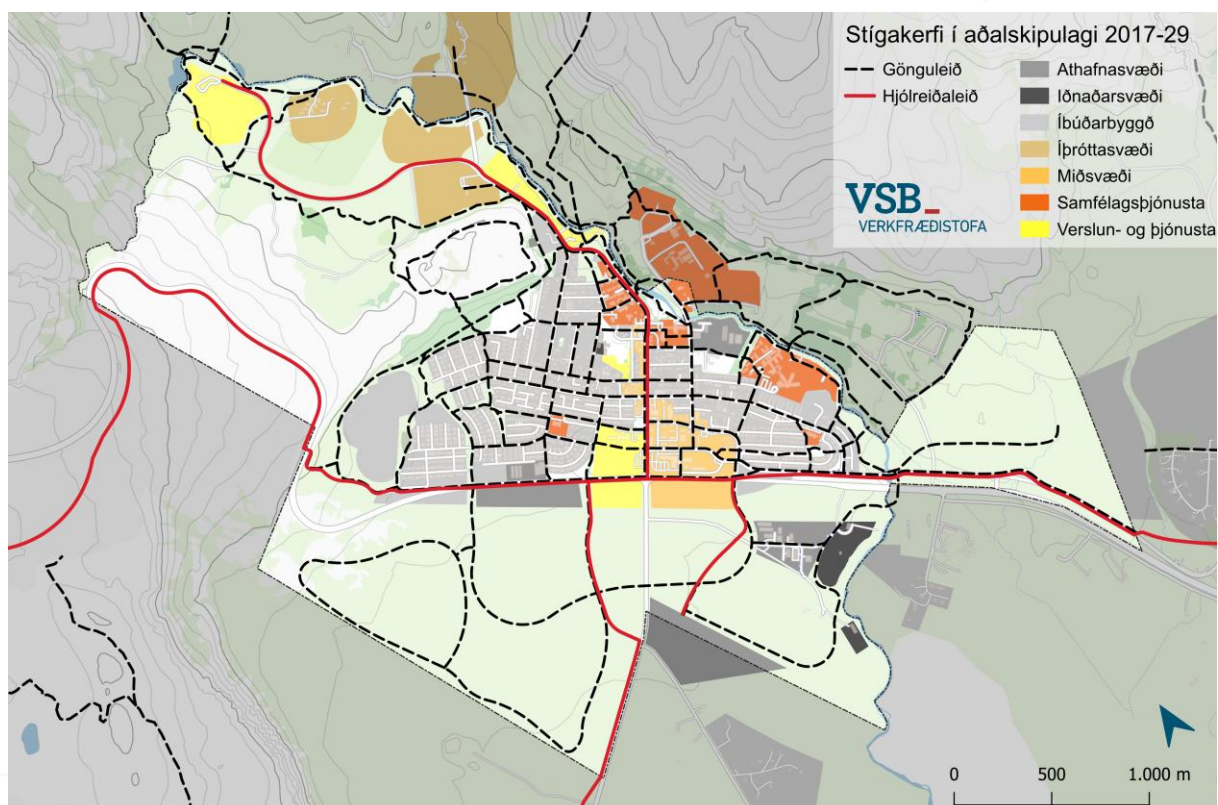 Stígakerfi í aðalskipulagi 2017-29
Gönguleið
Hjólreiðaleið
Athafnasvæði
Iðnaðarsvæði
Íbúðarbyggð
Íþróttasvæði
Miðsvæði
Samfélagsþjónusta
Verslun- og þjónusta
VSB_
VERKFRÆÐISTOFA
0 500 1.000 m